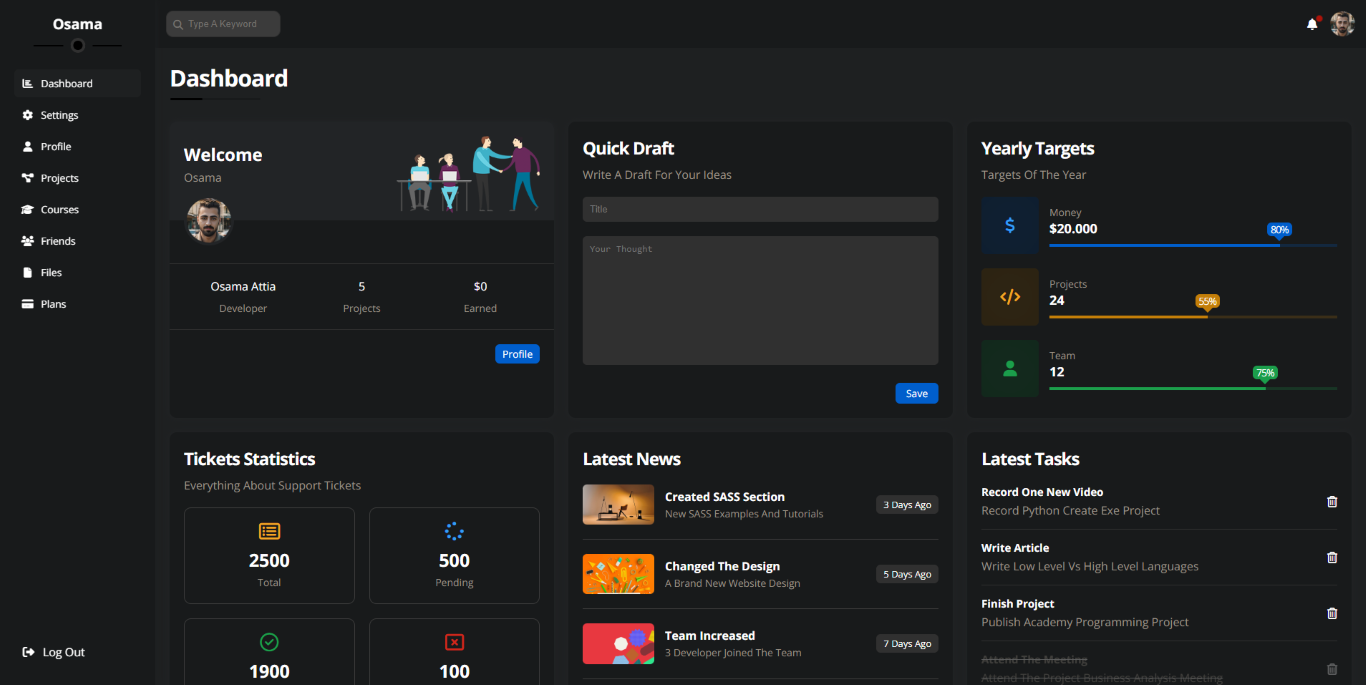 Osama
Type A Keyword
Dashboard
Settings
Profile
Projects
Courses
Friends
Files
Plans
Log Out
Dashboard
Welcome
Osama
Osama Attia
Developer
5
Projects
$0
Earned
Profile
Quick Draft
Write A Draft For Your Ideas
Title
Your Thought
Save
Yearly Targets
Targets Of The Year
Money
$20.000
80%
Projects
24
55%
Team
12
75%
Tickets Statistics
Everything About Support Tickets
2500
Total
500
Pending
1900
100
Latest News
Created SASS Section
New SASS Examples And Tutorials
3 Days Ago
Changed The Design
A Brand New Website Design
5 Days Ago
Team Increased
3 Developer Joined The Team
7 Days Ago
Latest Tasks
Record One New Video
Record Python Create Exe Project
Write Article
Write Low Level Vs High Level Languages
Finish Project
Publish Academy Programming Project
Attend The Meeting
Attend The Project Business Analysis Meeting